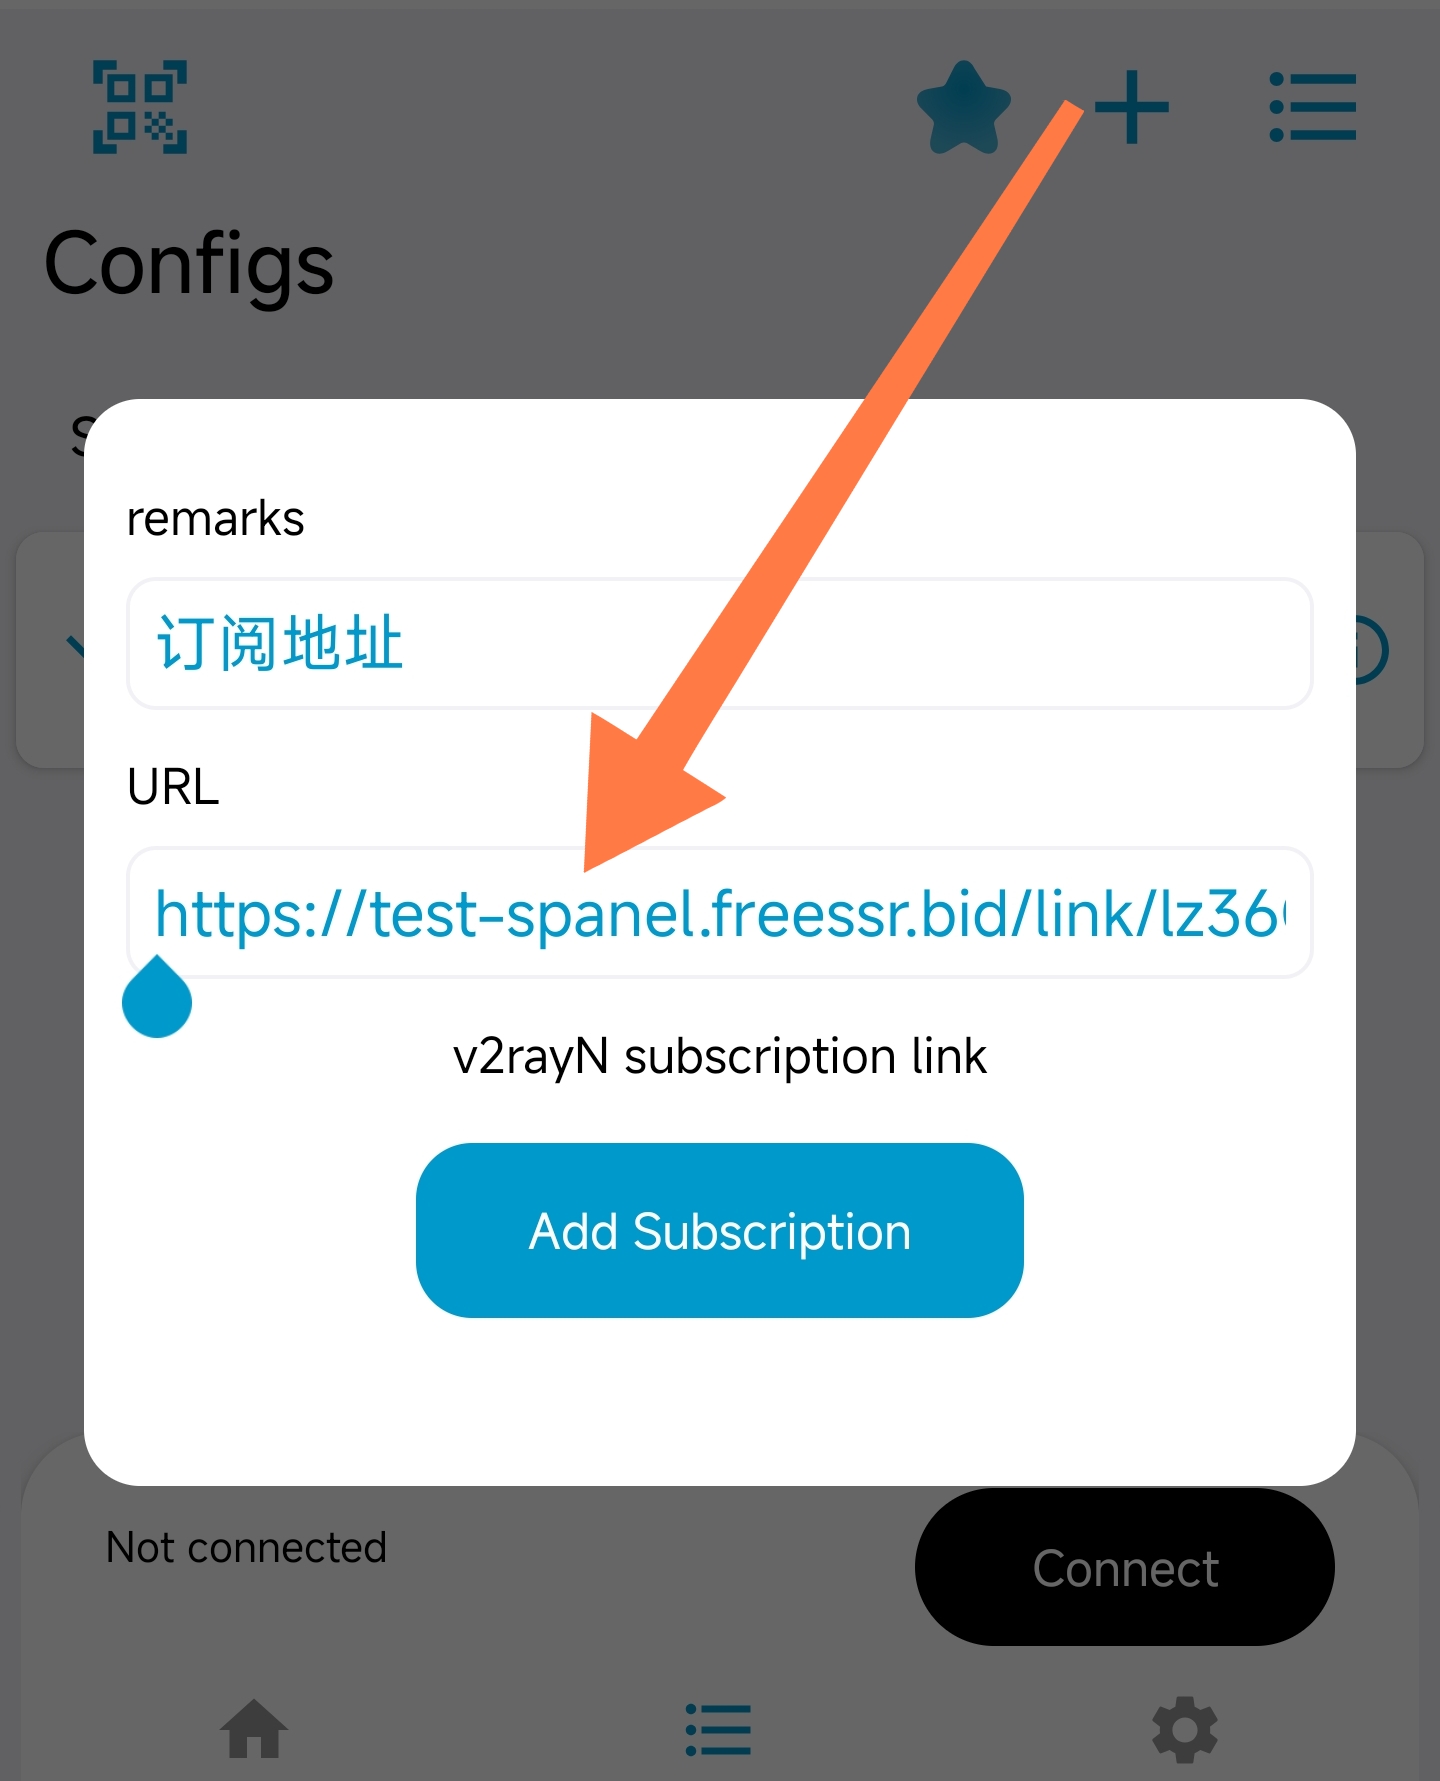 Configs
remarks
订阅地址
URL
https://test-spanel.freessr.bid/link/lz36
v2rayN subscription link
Add Subscription
Not connected
Connect